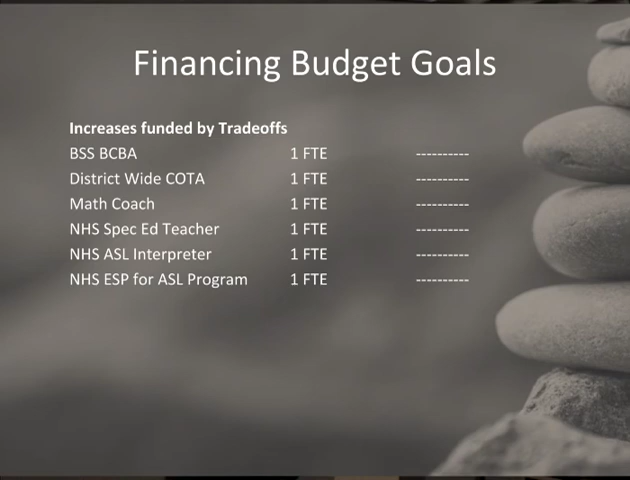 Financing Budget Goals
Increases funded by Tradeoffs
BSS BCBA 1 FTE ----------
District Wide COTA 1 FTE ----------
Math Coach 1 FTE ----------
NHS Spec Ed Teacher 1 FTE ----------
NHS ASL Interpreter 1 FTE ----------
NHS ESP for ASL Program 1 FTE ----------